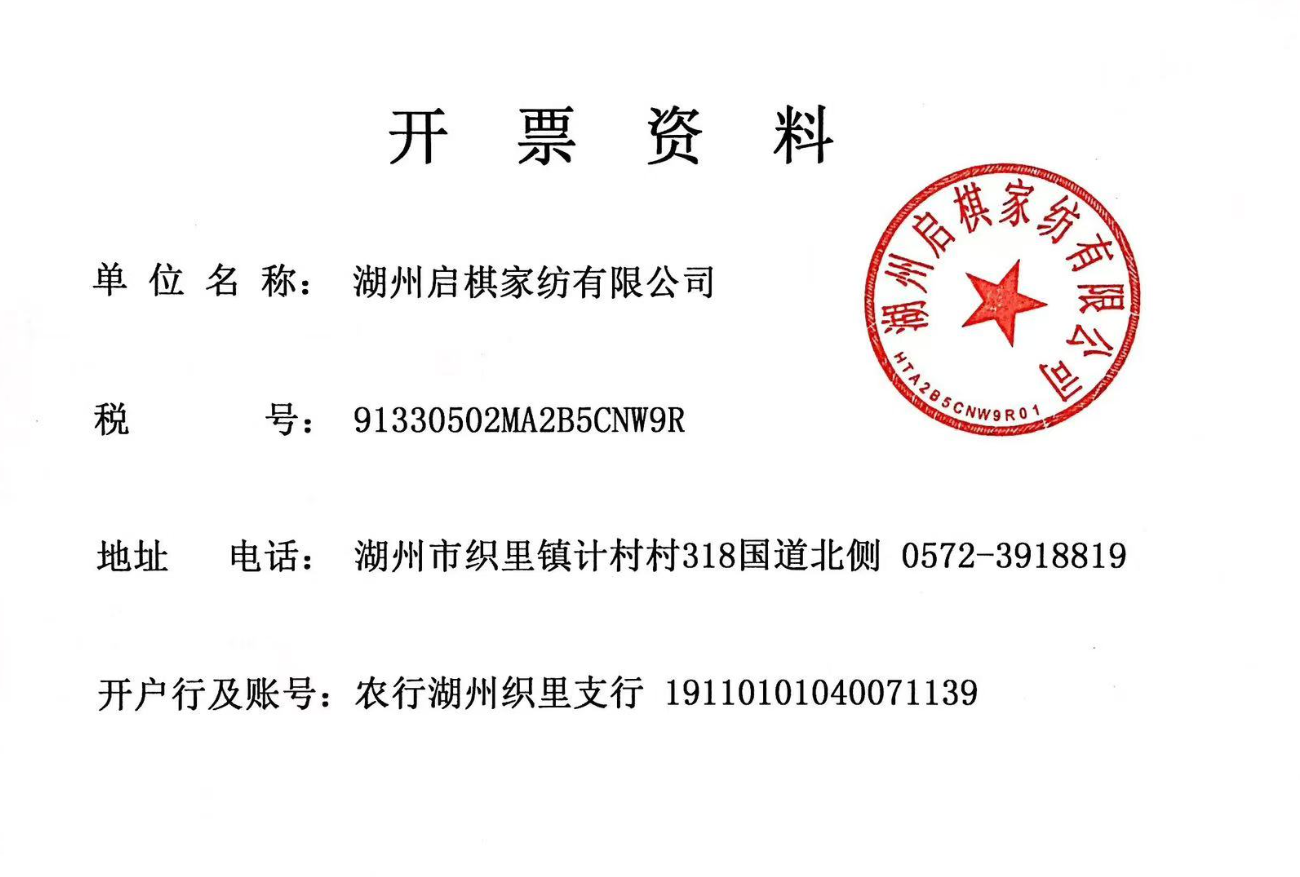 开票资料
湖州启棋家纺有限公司
HTA2B5CNW9R01
单位名称：湖州启棋家纺有限公司
税号：91330502MA2B5CNW9R
地址 电话：湖州市织里镇计村村318国道北侧 0572-3918819
开户行及账号：农行湖州织里支行 19110101040071139